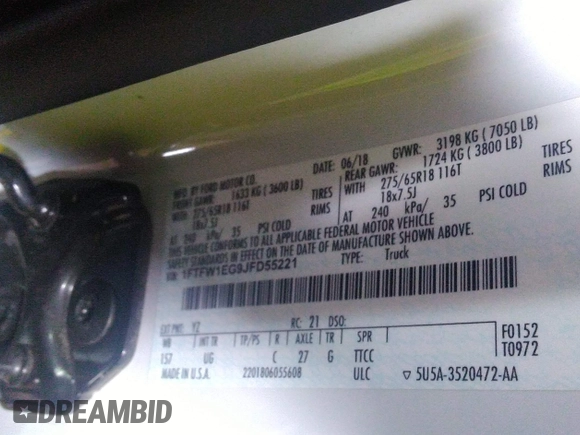 MFD. BY FORD MOTOR CO.
DATE: 06/18 GVWR: 3198 KG ( 7050 LB)
FRONT GAWR: 1633 KG (3600 LB)
REAR GAWR: 1724 KG ( 3800 LB)
WITH 275/65R18 116T TIRES
18x7.5J RIMS
AT 240 kPa/ 35 PSI COLD
WITH 275/65R18 116T TIRES
18x7.5J RIMS
AT 240 kPa/ 35 PSI COLD
THIS VEHICLE CONFORMS TO ALL APPLICABLE FEDERAL MOTOR VEHICLE
SAFETY STANDARDS IN EFFECT ON THE DATE OF MANUFACTURE SHOWN ABOVE.
VIN: 1FTFW1EG9JFD55221 TYPE: Truck
EXT PNT: YZ RC: 21 DSO:
WB INT TR TP/PS R AXLE TR SPR
157 UG C 27 G TTCC
F0152
T0972
MADE IN U.S.A. 2201806055608 ULC ▽ 5U5A-3520472-AA
★DREAMBID